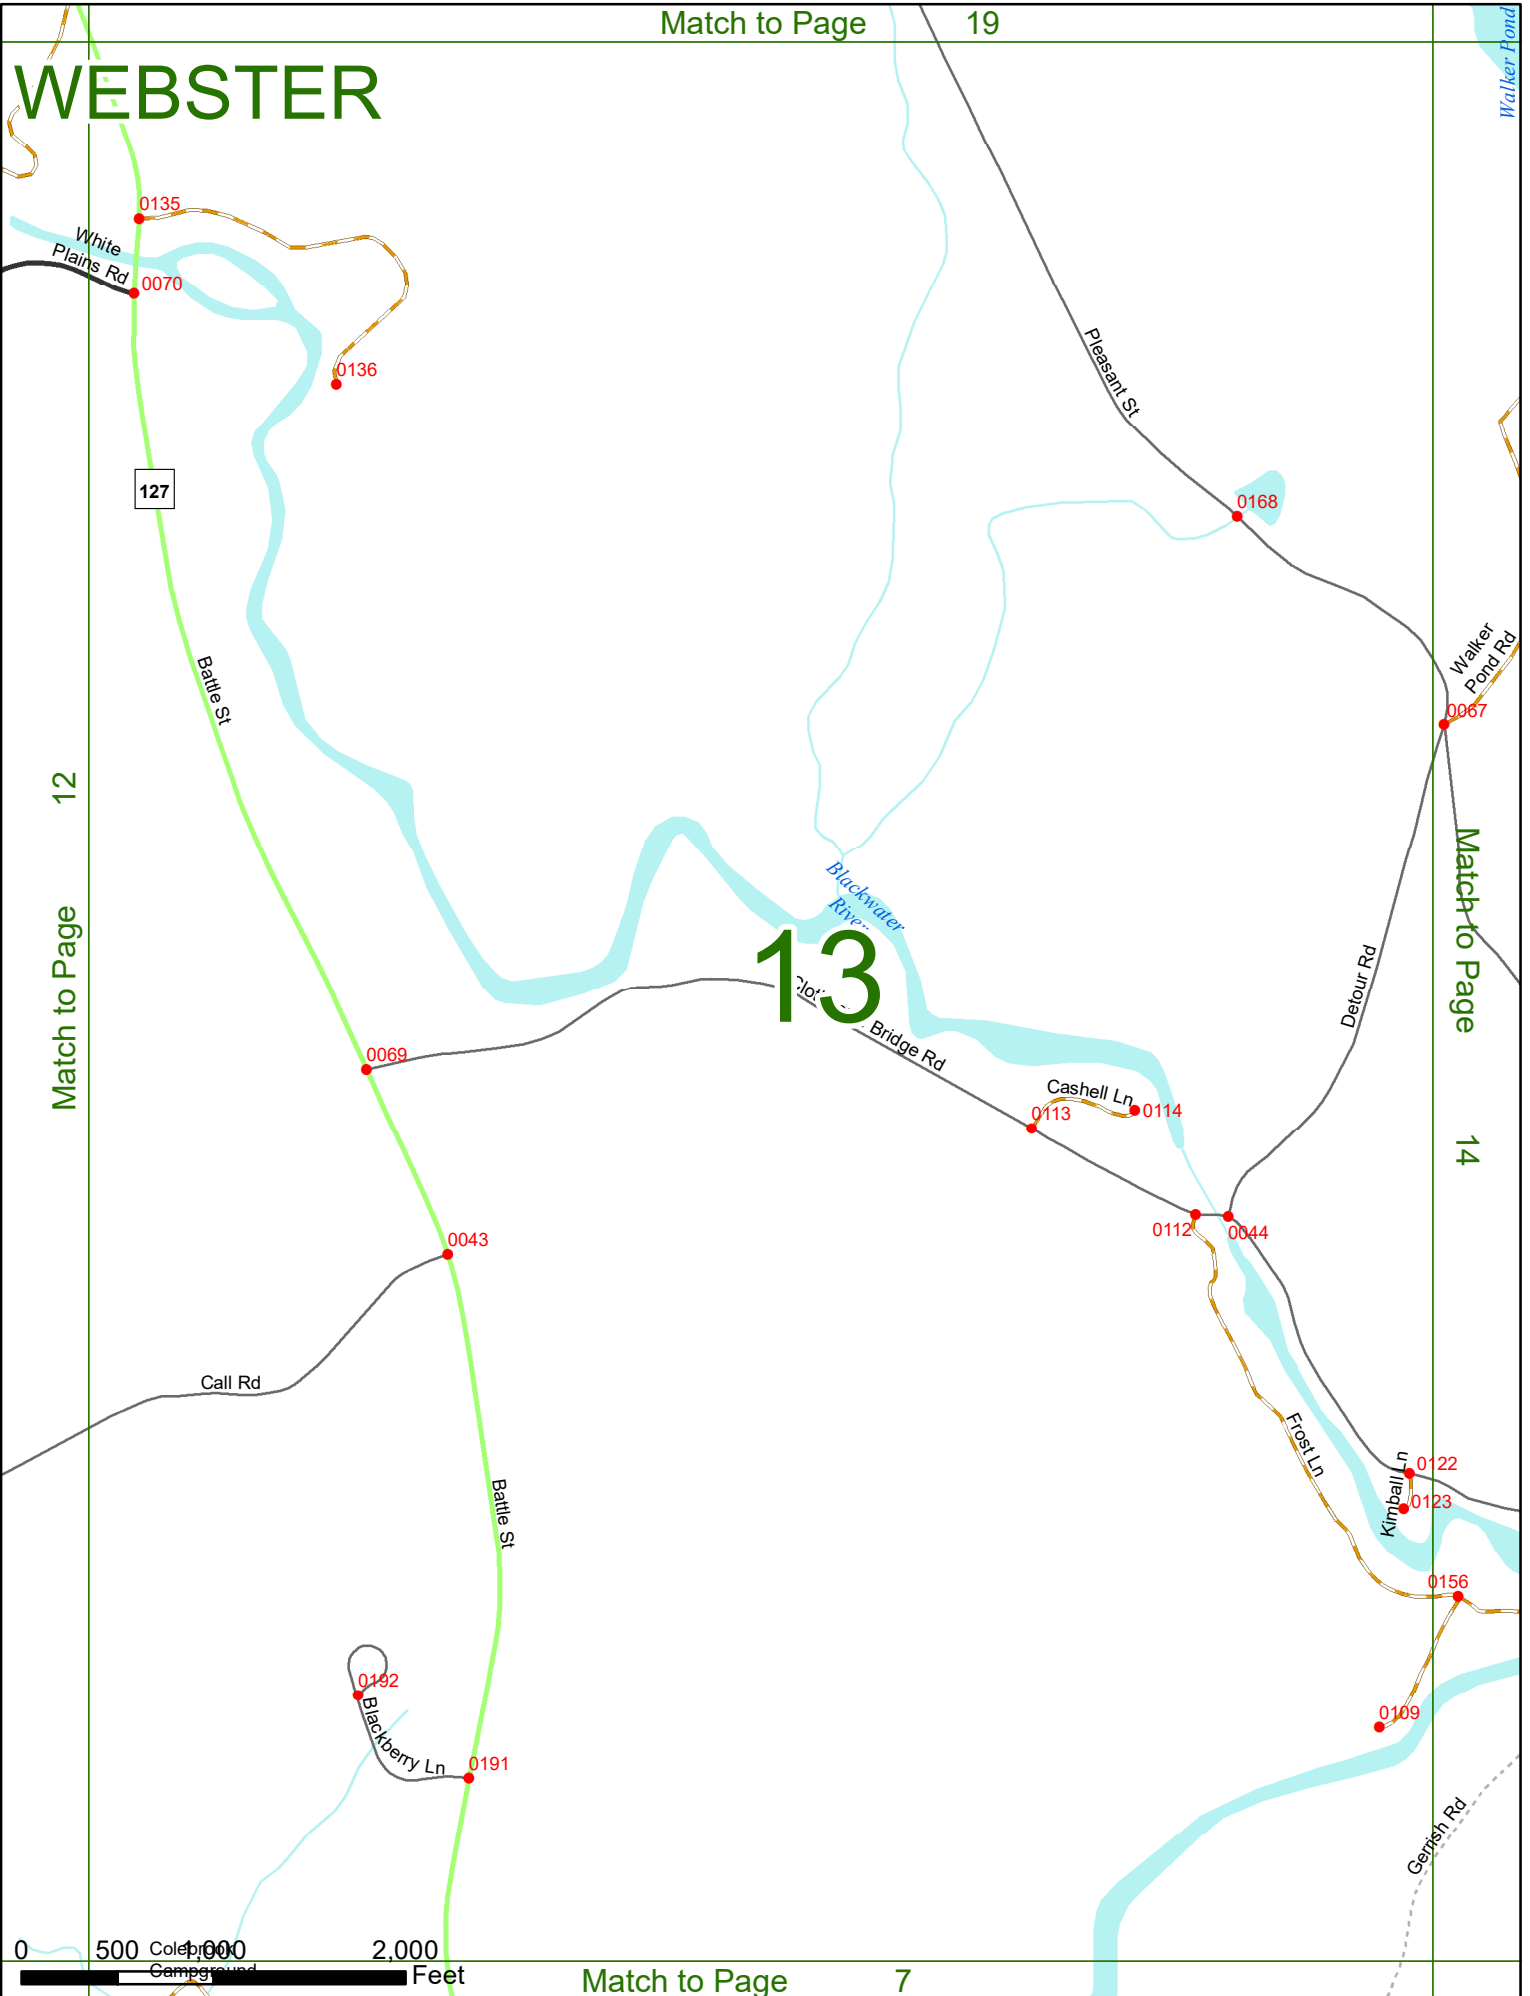 Match to Page 19
Walker Pond
WEBSTER
0135
White
Plains Rd
0070
0136
Pleasant St
127
0168
Walker
Pond Rd
Battle St
0067
12
Match to Page
Match to Page
14
Blackwater
River
13
Detour Rd
Bridge Rd
0069
Cashell Ln
0114
0113
0112
0044
0043
Call Rd
Frost Ln
Kimball Ln
0122
0123
Battle St
0156
0192
Blackberry Ln
0109
0191
Gerrish Rd
0 500 1,000 2,000
Feet
Colebrook
Campground
Match to Page 7